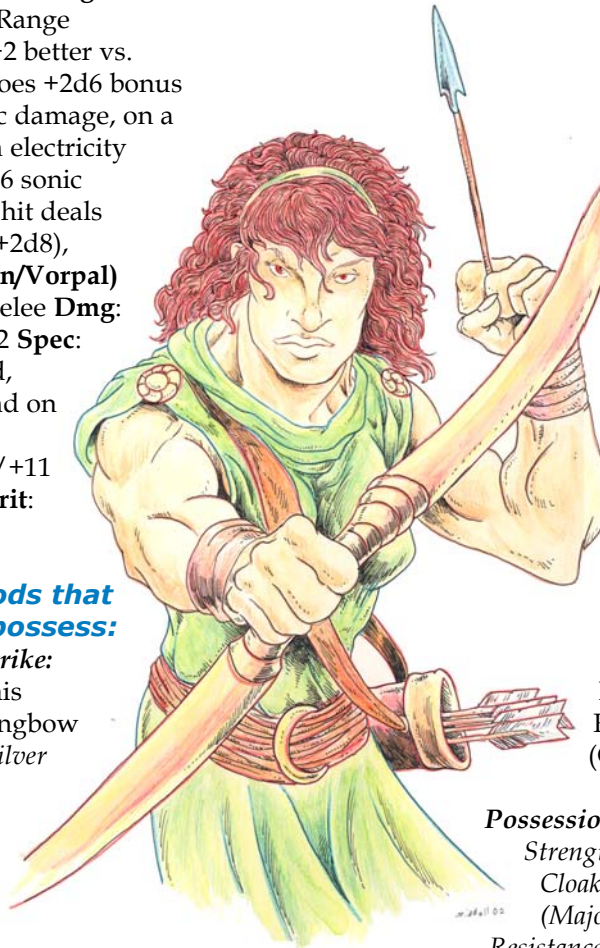 Range
+2 better vs.
oes +2d6 bonus
c damage, on a
electricity
6 sonic
hit deals
+2d8),
n/Vorpal)
elee Dmg:
2 Spec:
d,
nd on
/+11
rit:
ods that
possess:
rike:
his
ngbow
ilver
(
Possessio
Strengt
Cloak
(Majo
Resistance